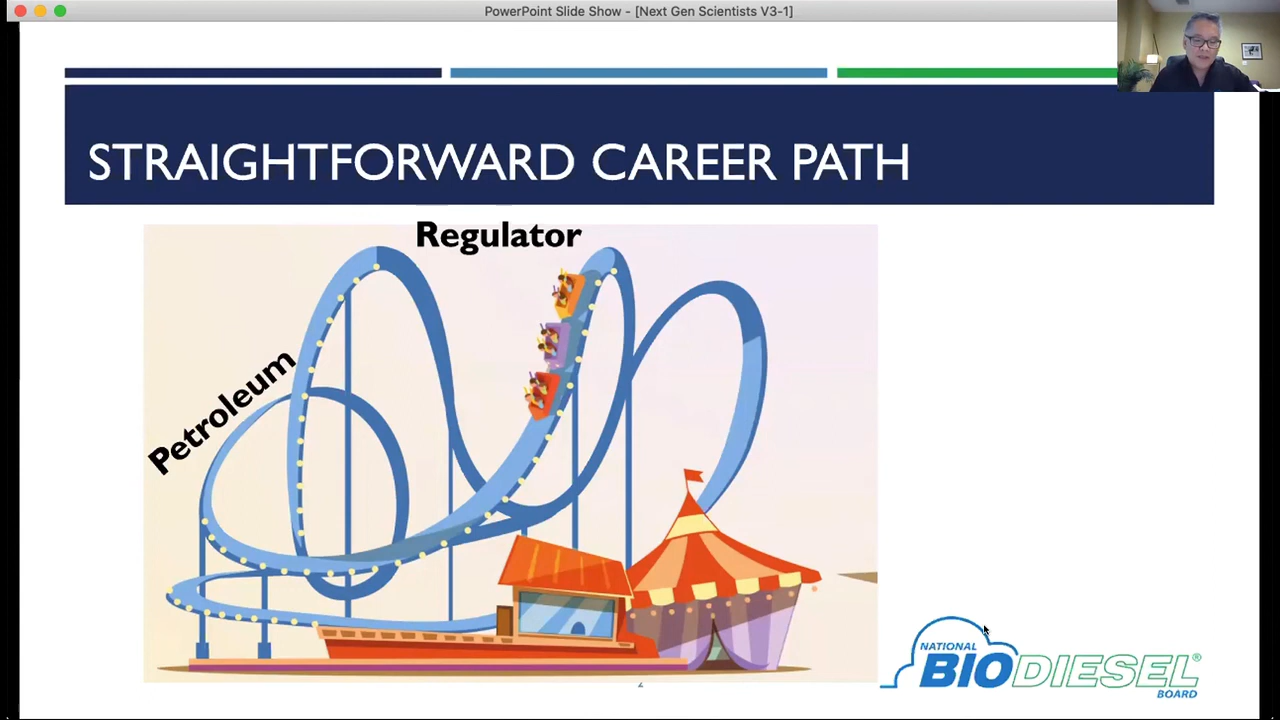 PowerPoint Slide Show - [Next Gen Scientists V3-1]
STRAIGHTFORWARD CAREER PATH
Regulator
Petroleum
NATIONAL
BIODIESEL®
BOARD